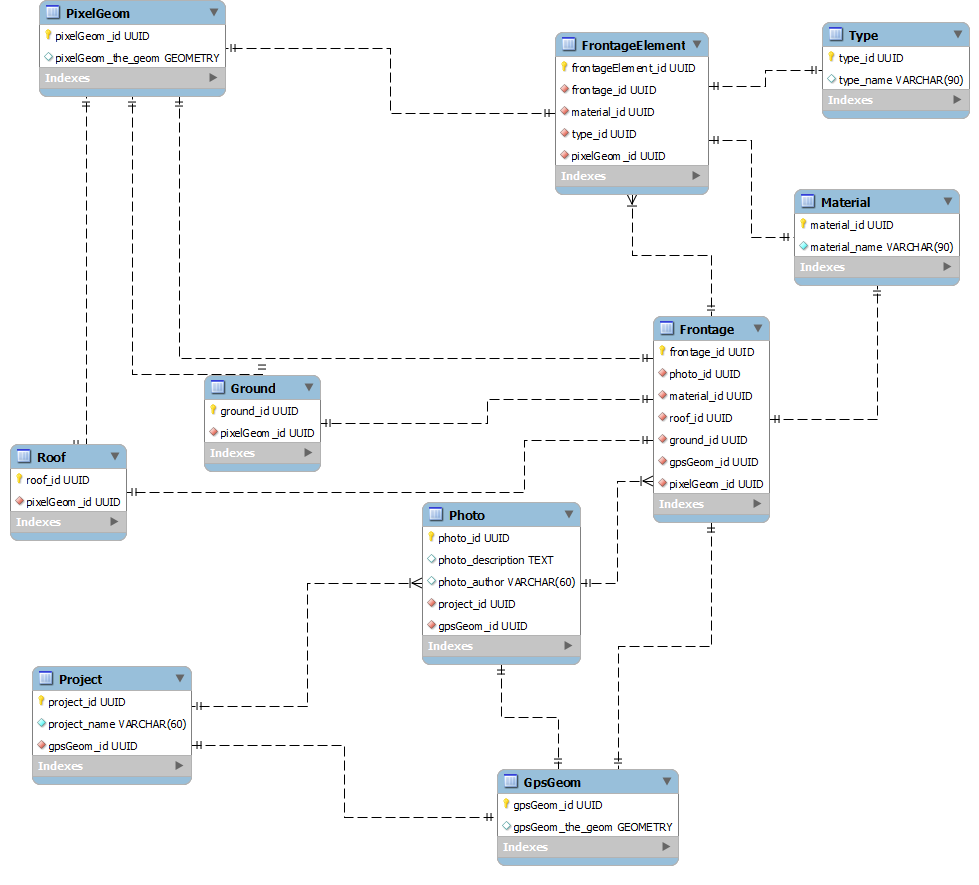 PixelGeom
pixelGeom_id UUID
pixelGeom_the_geom GEOMETRY
Indexes
FrontageElement
frontageElement_id UUID
frontage_id UUID
material_id UUID
type_id UUID
pixelGeom_id UUID
Indexes
Type
type_id UUID
type_name VARCHAR(90)
Indexes
Material
material_id UUID
material_name VARCHAR(90)
Indexes
Frontage
frontage_id UUID
photo_id UUID
material_id UUID
roof_id UUID
ground_id UUID
gpsGeom_id UUID
pixelGeom_id UUID
Indexes
Ground
ground_id UUID
pixelGeom_id UUID
Indexes
Roof
roof_id UUID
pixelGeom_id UUID
Indexes
Photo
photo_id UUID
photo_description TEXT
photo_author VARCHAR(60)
project_id UUID
gpsGeom_id UUID
Indexes
Project
project_id UUID
project_name VARCHAR(60)
gpsGeom_id UUID
Indexes
GpsGeom
gpsGeom_id UUID
gpsGeom_the_geom GEOMETRY
Indexes